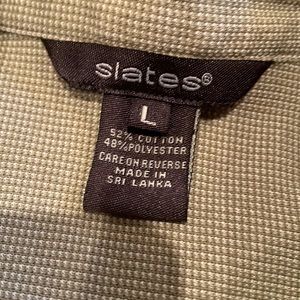 slates®
L
52% COTTON
48% POLYESTER
CARE ON REVERSE
MADE IN
SRI LANKA